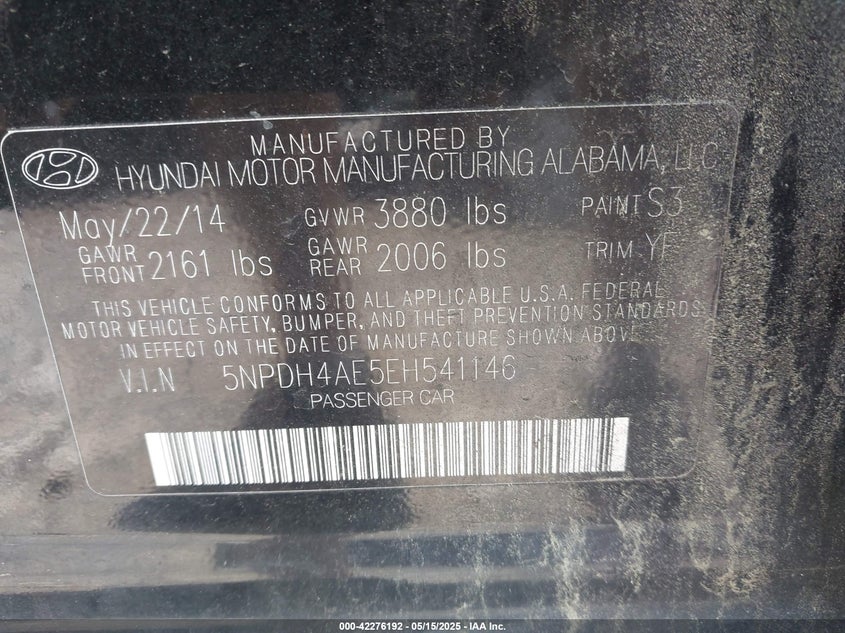 MANUFACTURED BY
HYUNDAI MOTOR MANUFACTURING ALABAMA, LLC
May/22/14 GVWR 3880 lbs PAINT S3
GAWR FRONT 2161 lbs GAWR REAR 2006 lbs TRIM YF
THIS VEHICLE CONFORMS TO ALL APPLICABLE U.S.A. FEDERAL
MOTOR VEHICLE SAFETY, BUMPER, AND THEFT PREVENTION STANDARDS
IN EFFECT ON THE DATE OF MANUFACTURE SHOWN ABOVE
V.I.N 5NPDH4AE5EH541146
PASSENGER CAR
000-42276192 - 05/15/2025 - IAA Inc.